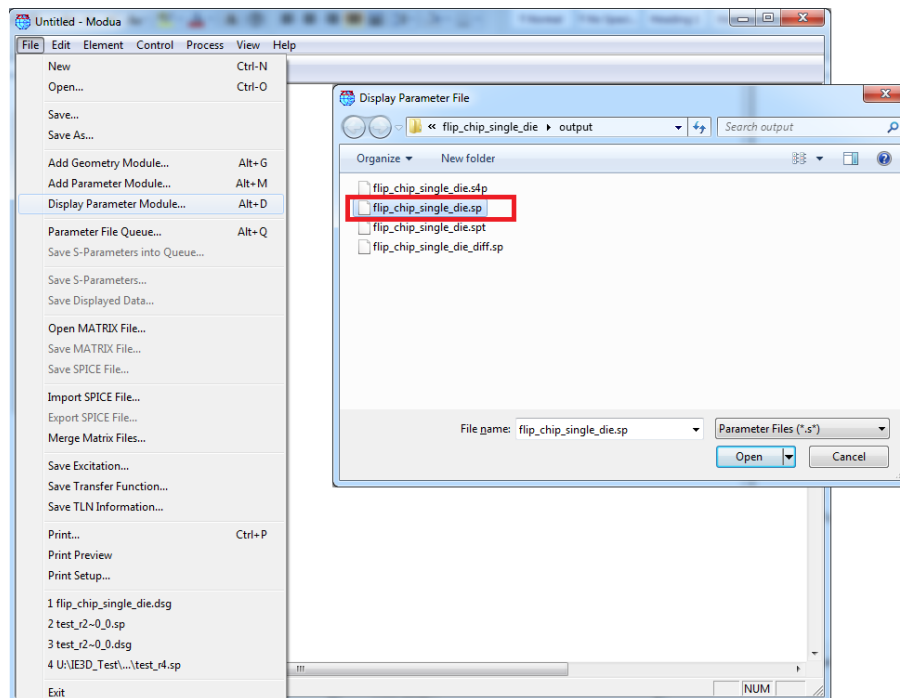 Untitled - Modua
File Edit Element Control Process View Help
New Ctrl-N
Open... Ctrl-O
Save...
Save As...
Add Geometry Module... Alt+G
Add Parameter Module... Alt+M
Display Parameter Module... Alt+D
Parameter File Queue... Alt+Q
Save S-Parameters into Queue...
Save S-Parameters...
Save Displayed Data...
Open MATRIX File...
Save MATRIX File...
Save SPICE File...
Import SPICE File...
Export SPICE File...
Merge Matrix Files...
Save Excitation...
Save Transfer Function...
Save TLN Information...
Print... Ctrl+P
Print Preview
Print Setup...
1 flip_chip_single_die.dsg
2 test_r2~0_0.sp
3 test_r2~0_0.dsg
4 U:\IE3D_Test\...\test_r4.sp
Exit
Display Parameter File
« flip_chip_single_die output
Search output
Organize New folder
flip_chip_single_die.s4p
flip_chip_single_die.sp
flip_chip_single_die.spt
flip_chip_single_die_diff.sp
File name: flip_chip_single_die.sp Parameter Files (*.s*)
Open Cancel
NUM